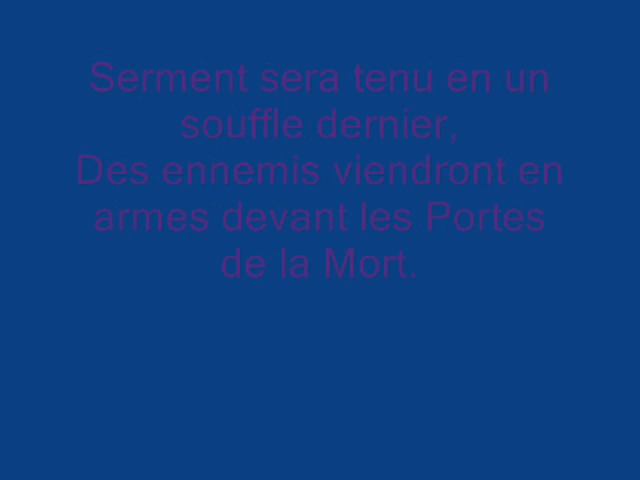 Serment sera tenu en un
souffle dernier,
Des ennemis viendront en
armes devant les Portes
de la Mort.